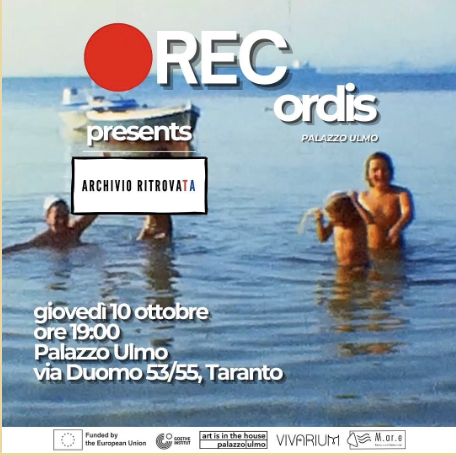 REC
ordis
PALAZZO ULMO
presents
ARCHIVIO RITROVATA
giovedì 10 ottobre
ore 19:00
Palazzo Ulmo
via Duomo 53/55, Taranto
Funded by
the European Union
GOETHE
INSTITUT
art is in the house
palazzo|ulmo
VIVARIUM
M.ar.e